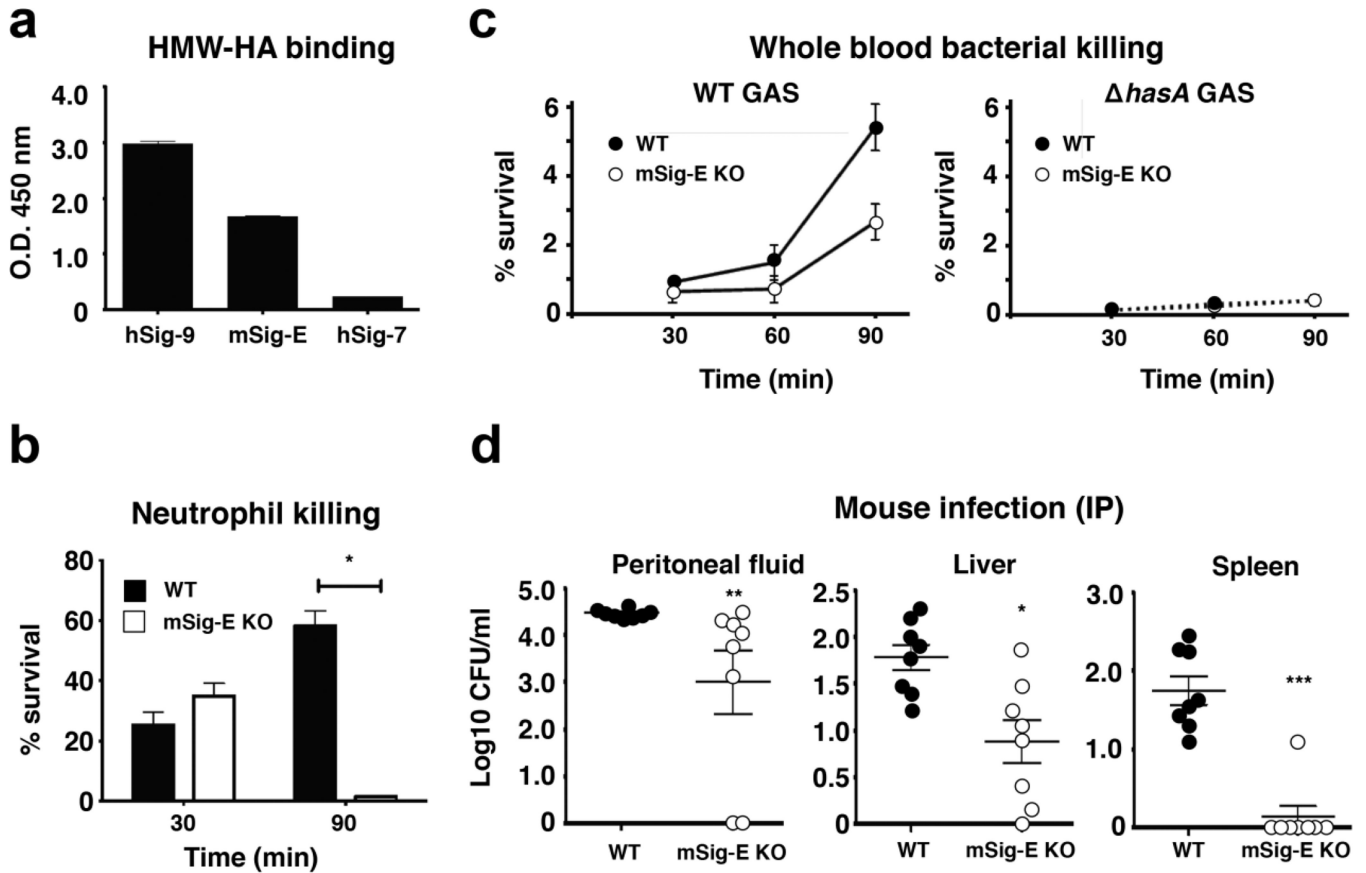 a
HMW-HA binding
4.0
3.0
2.0
1.0
0
O.D. 450 nm
hSig-9
mSig-E
hSig-7
b
Neutrophil killing
80
60
40
20
0
% survival
WT
mSig-E KO
*
30
90
Time (min)
c
Whole blood bacterial killing
WT GAS
6
4
2
0
% survival
WT
mSig-E KO
30
60
90
Time (min)
ΔhasA GAS
6
4
2
0
% survival
WT
mSig-E KO
30
60
90
Time (min)
d
Mouse infection (IP)
Peritoneal fluid
5.0
4.0
3.0
2.0
1.0
0
Log10 CFU/ml
**
WT
mSig-E KO
Liver
2.5
2.0
1.5
1.0
0.5
0
*
WT
mSig-E KO
Spleen
3.0
2.0
1.0
0
***
WT
mSig-E KO